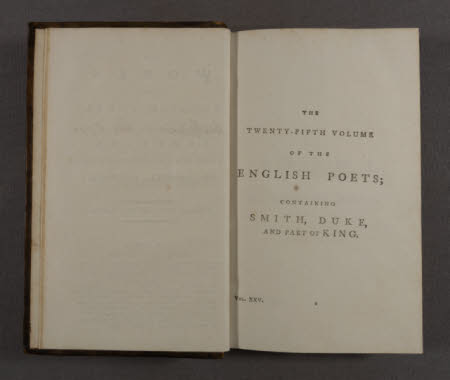 THE
TWENTY-FIFTH VOLUME
OF THE
ENGLISH POETS;
CONTAINING
SMITH, DUKE,
AND PART OF KING.
VOL. XXV.